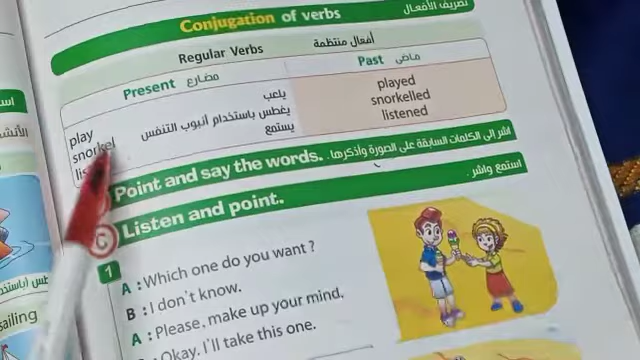 Conjugation of verbs
تصريف الأفعال
Regular Verbs أفعال منتظمة
Present مضارع
Past ماضى
play يلعب played
snorkel يغطس باستخدام أنبوب التنفس snorkelled
يستمع listened
Point and say the words. اشر إلى الكلمات السابقة على الصورة واذكرها.
C Listen and point. استمع واشر.
1
A : Which one do you want ?
B : I don't know.
A : Please, make up your mind.
: Okay. I'll take this one.
sailing